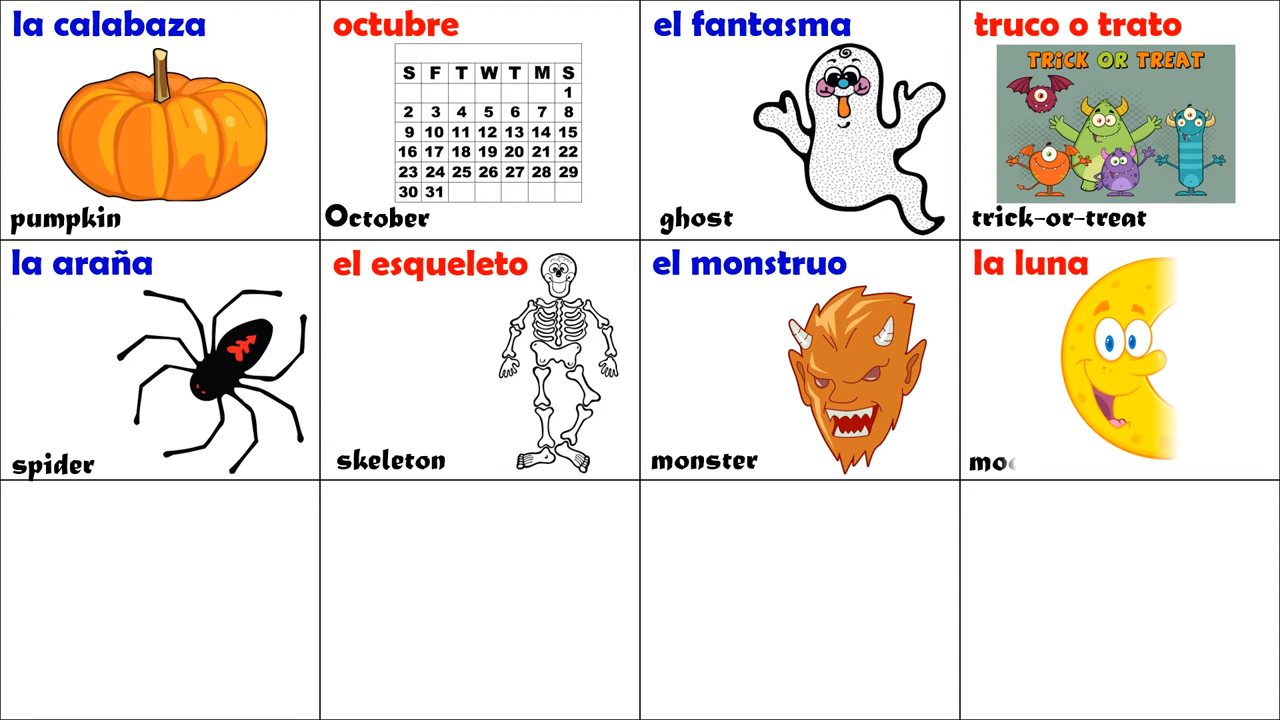 la calabaza
pumpkin
octubre
S F T W T M S
1
2 3 4 5 6 7 8
9 10 11 12 13 14 15
16 17 18 19 20 21 22
23 24 25 26 27 28 29
30 31
October
el fantasma
ghost
truco o trato
TRICK OR TREAT
trick-or-treat
la araña
spider
el esqueleto
skeleton
el monstruo
monster
la luna